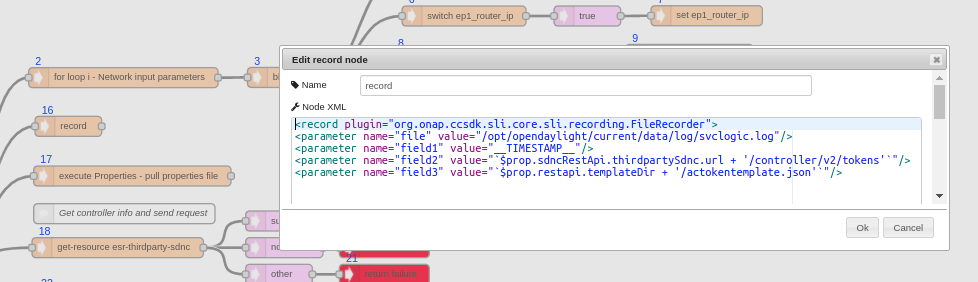 6
switch ep1_router_ip
true
7
set ep1_router_ip
8
9
2
for loop i - Network input parameters
3
16
record
17
execute Properties - pull properties file
Get controller info and send request
18
get-resource esr-thirdparty-sdnc
su
no
other
21
return failure
Edit record node
Name
record
Node XML
<record plugin="org.onap.ccsdk.sli.core.sli.recording.FileRecorder">
<parameter name="file" value="/opt/opendaylight/current/data/log/svclogic.log"/>
<parameter name="field1" value="__TIMESTAMP__"/>
<parameter name="field2" value="`$prop.sdncRestApi.thirdpartySdnc.url + '/controller/v2/tokens'`"/>
<parameter name="field3" value="`$prop.restapi.templateDir + '/actokentemplate.json'`"/>
Ok
Cancel